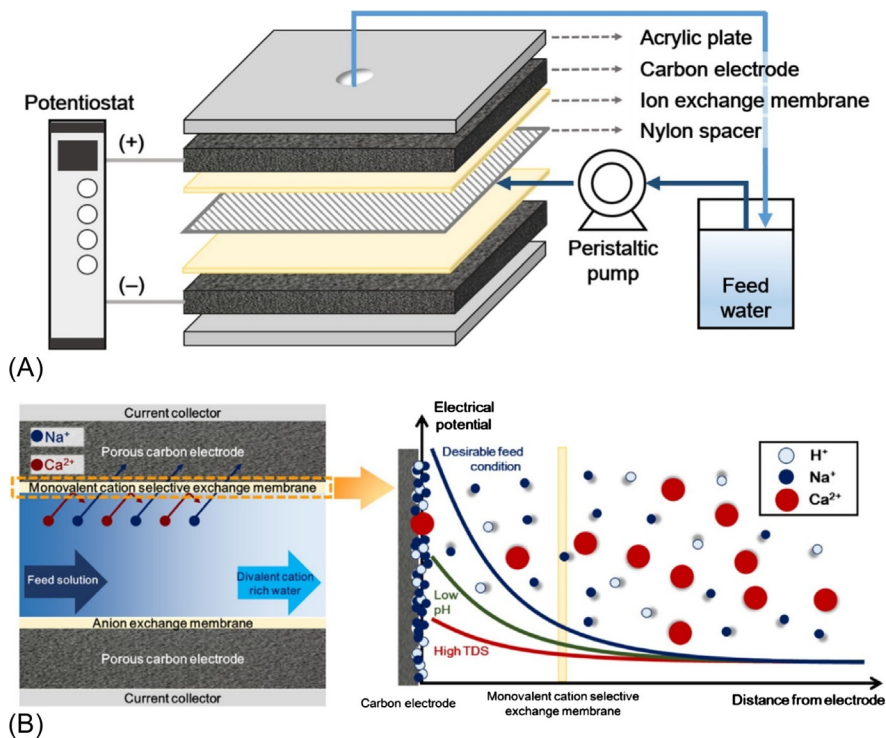 Acrylic plate
Carbon electrode
Ion exchange membrane
Nylon spacer
Potentiostat
(+)
(–)
Peristaltic
pump
Feed
water
(A)
Current collector
Na⁺
Ca²⁺
Porous carbon electrode
Monovalent cation selective exchange membrane
Feed solution
Divalent cation
rich water
Anion exchange membrane
Porous carbon electrode
Current collector
Electrical
potential
Desirable feed
condition
H⁺
Na⁺
Ca²⁺
Low
pH
High TDS
Carbon electrode
Monovalent cation selective
exchange membrane
Distance from electrode
(B)